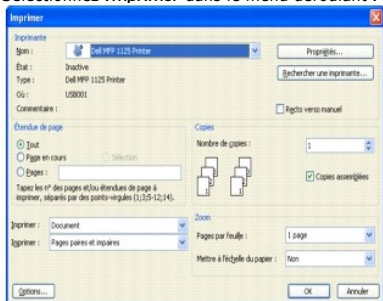 Sélectionnez Imprimer dans le menu déroulant :
Imprimer
Imprimante
Nom : Dell MFP 1125 Printer Propriétés...
État : Inactive Rechercher une imprimante...
Type : Dell MFP 1125 Printer
Où : USB001
Commentaire : Recto verso manuel
Étendue de page
Tout
Page en cours Sélection
Pages :
Tapez les n° des pages et/ou étendues de page à
imprimer, séparés par des points-virgules (1;3;5-12;14).
Copies
Nombre de copies : 1
Copies assemblées
Imprimer : Document
Imprimer : Pages paires et impaires
Zoom
Pages par feuille : 1 page
Mettre à l'échelle du papier : Non
Options... OK Annuler